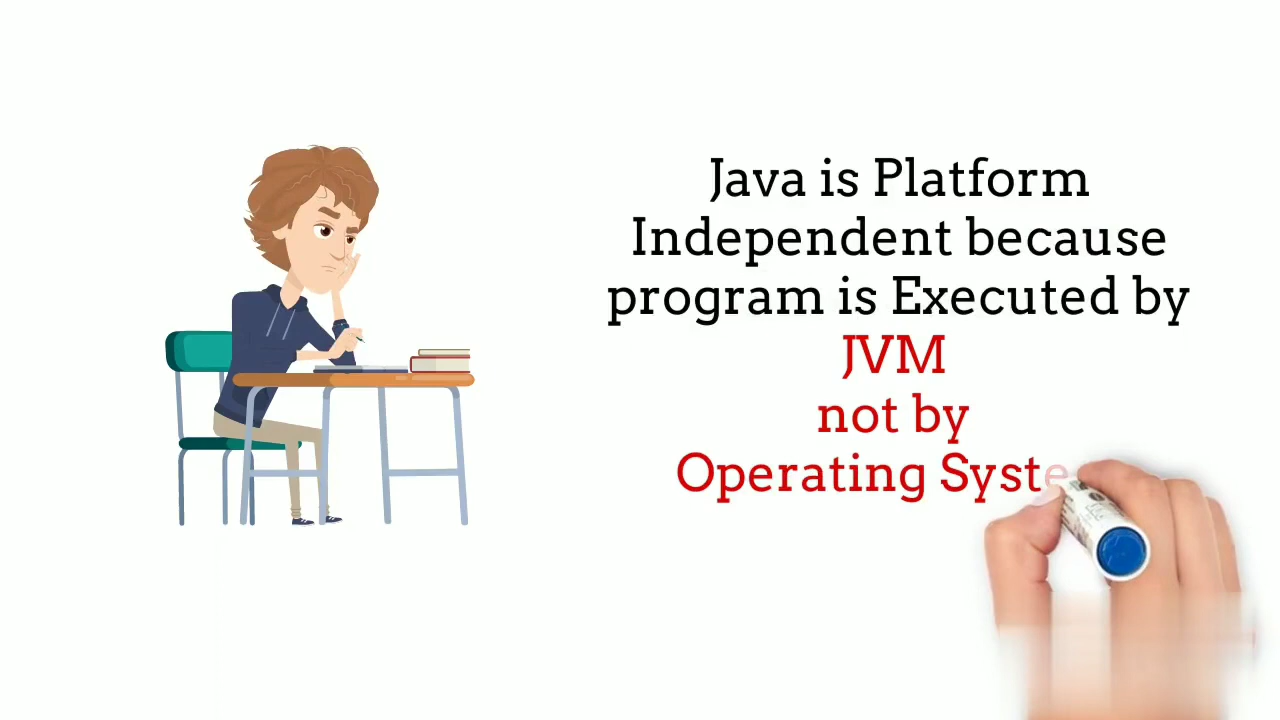 Java is Platform
Independent because
program is Executed by
JVM
not by
Operating Syste